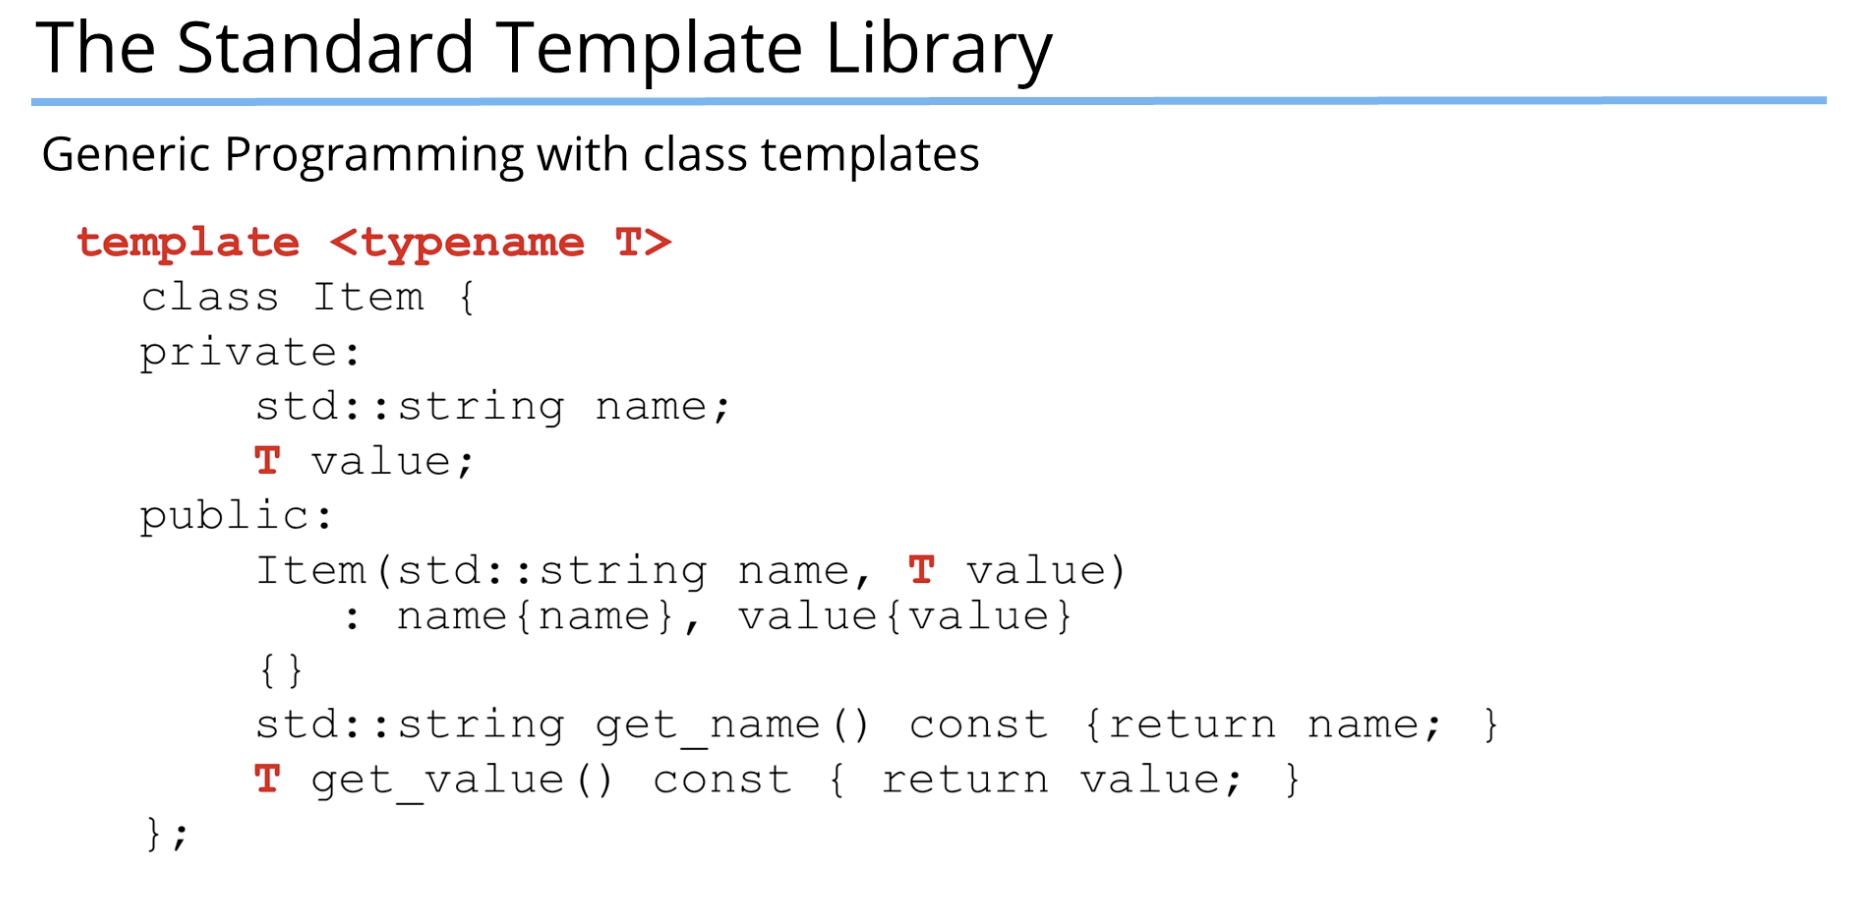 The Standard Template Library
Generic Programming with class templates
template <typename T>
class Item {
private:
std::string name;
T value;
public:
Item(std::string name, T value)
: name{name}, value{value}
{}
std::string get_name() const {return name; }
T get_value() const { return value; }
};